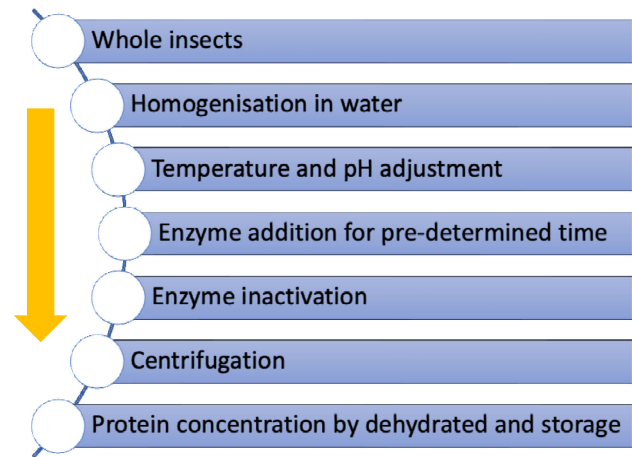 Whole insects
Homogenisation in water
Temperature and pH adjustment
Enzyme addition for pre-determined time
Enzyme inactivation
Centrifugation
Protein concentration by dehydrated and storage